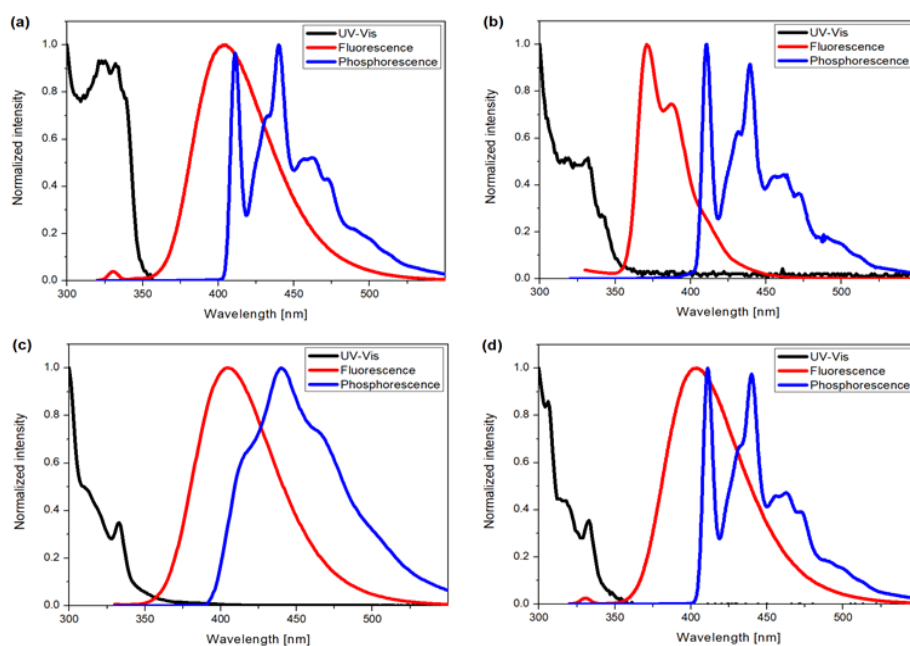 (a)
UV-Vis
Fluorescence
Phosphorescence
Normalized intensity
1.0
0.8
0.6
0.4
0.2
0.0
300 350 400 450 500
Wavelength [nm]
(b)
UV-Vis
Fluorescence
Phosphorescence
Normalized intensity
1.0
0.8
0.6
0.4
0.2
0.0
300 350 400 450 500
Wavelength [nm]
(c)
UV-Vis
Fluorescence
Phosphorescence
Normalized intensity
1.0
0.8
0.6
0.4
0.2
0.0
300 350 400 450 500
Wavelength [nm]
(d)
UV-Vis
Fluorescence
Phosphorescence
Normalized intensity
1.0
0.8
0.6
0.4
0.2
0.0
300 350 400 450 500
Wavelength [nm]